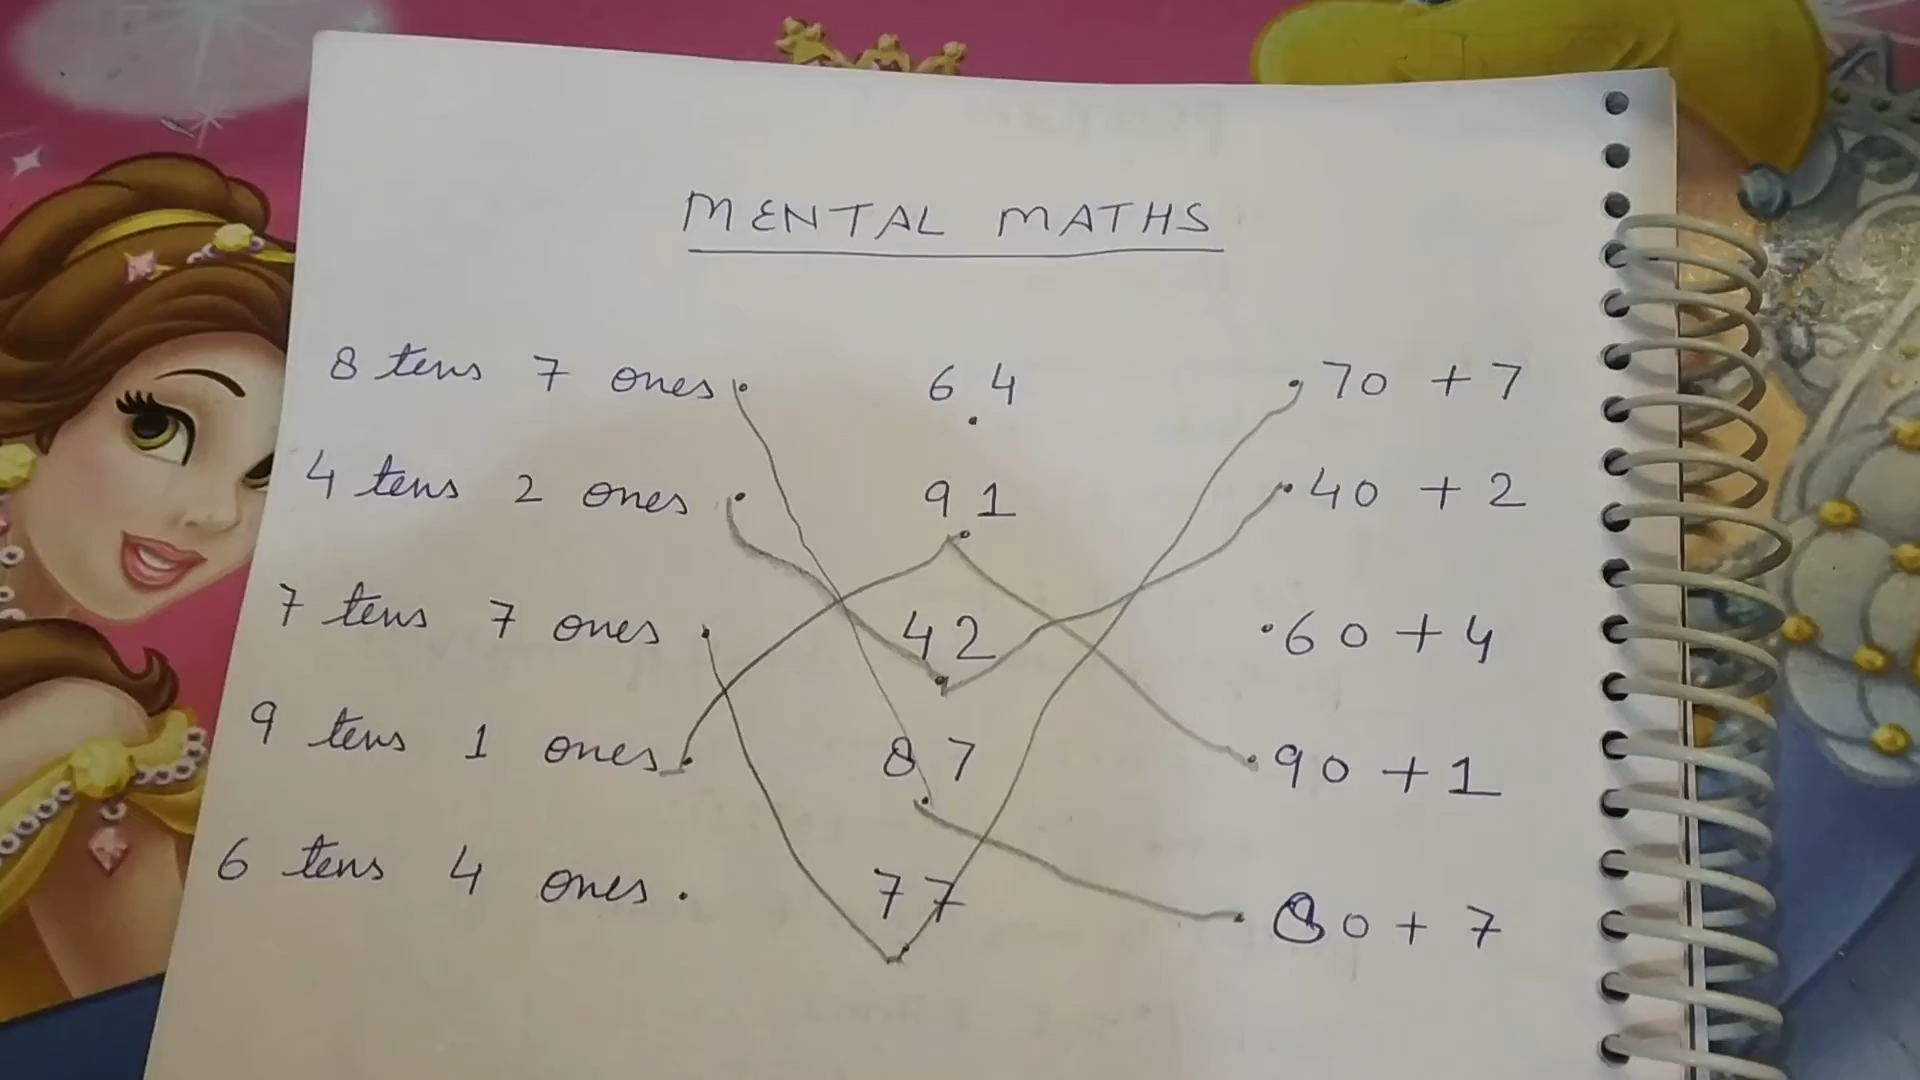 MENTAL MATHS
8 tens 7 ones 64 70 + 7
4 tens 2 ones 91 40 + 2
7 tens 7 ones 42 60 + 4
9 tens 1 ones 87 90 + 1
6 tens 4 ones 77 80 + 7